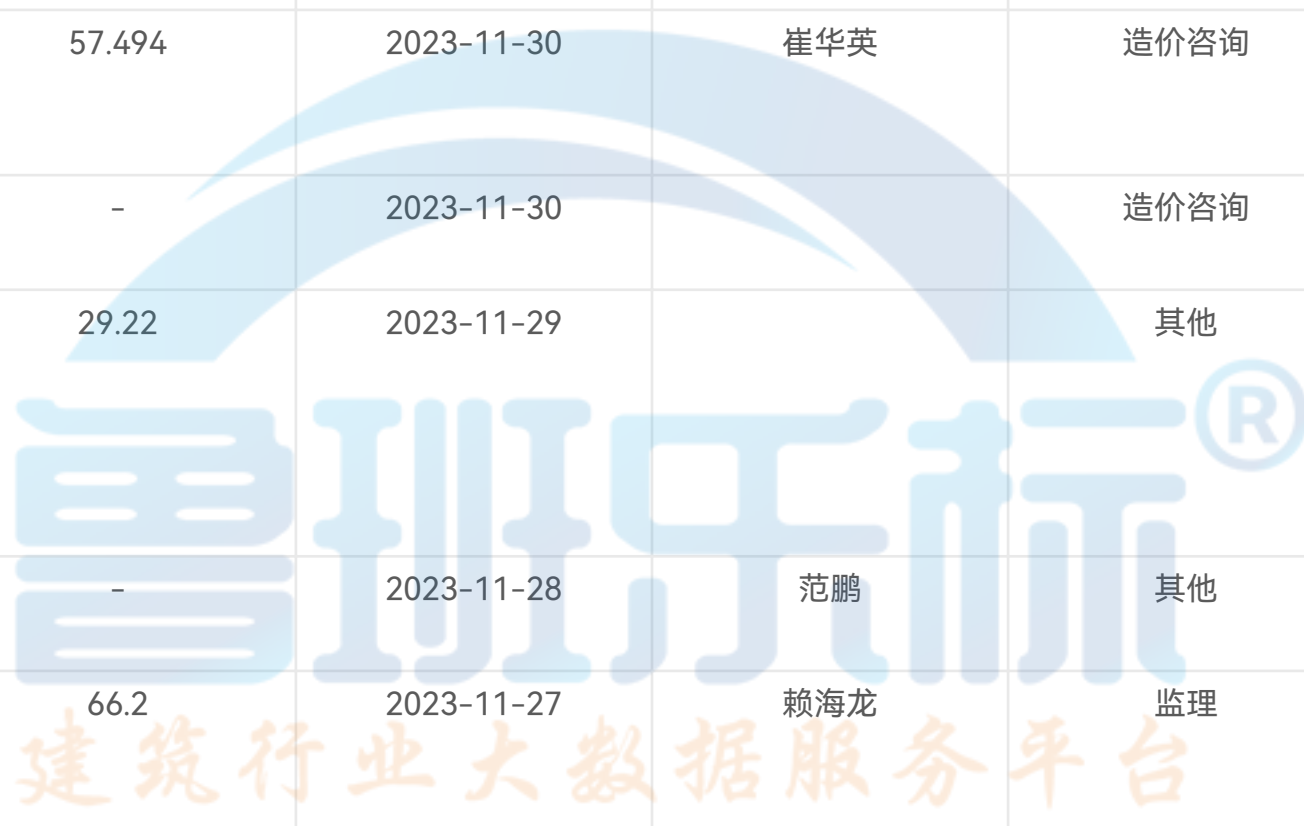 57.494 2023-11-30 崔华英 造价咨询
- 2023-11-30 造价咨询
29.22 2023-11-29 其他
鲁班乐标®
- 2023-11-28 范鹏 其他
66.2 2023-11-27 赖海龙 监理
建筑行业大数据服务平台